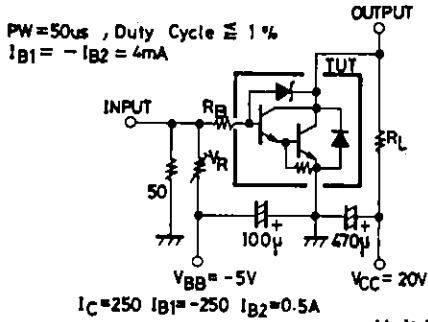 PW=50us , Duty Cycle ≦ 1%
IB1= -IB2 = 4mA
OUTPUT
TUT
INPUT
RB
VR
RL
50
100μ
470μ
VBB= -5V
VCC= 20V
IC=250 IB1=-250 IB2=0.5A